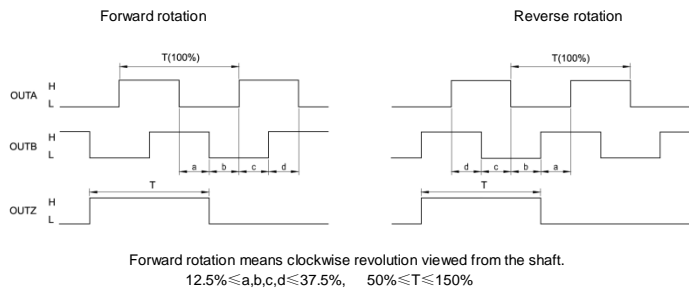 Forward rotation
Reverse rotation
T(100%)
T(100%)
OUTA H
L
OUTB H
L
a b c d
d c b a
T
T
OUTZ H
L
Forward rotation means clockwise revolution viewed from the shaft.
12.5%≦a,b,c,d≦37.5%, 50%≦T≦150%